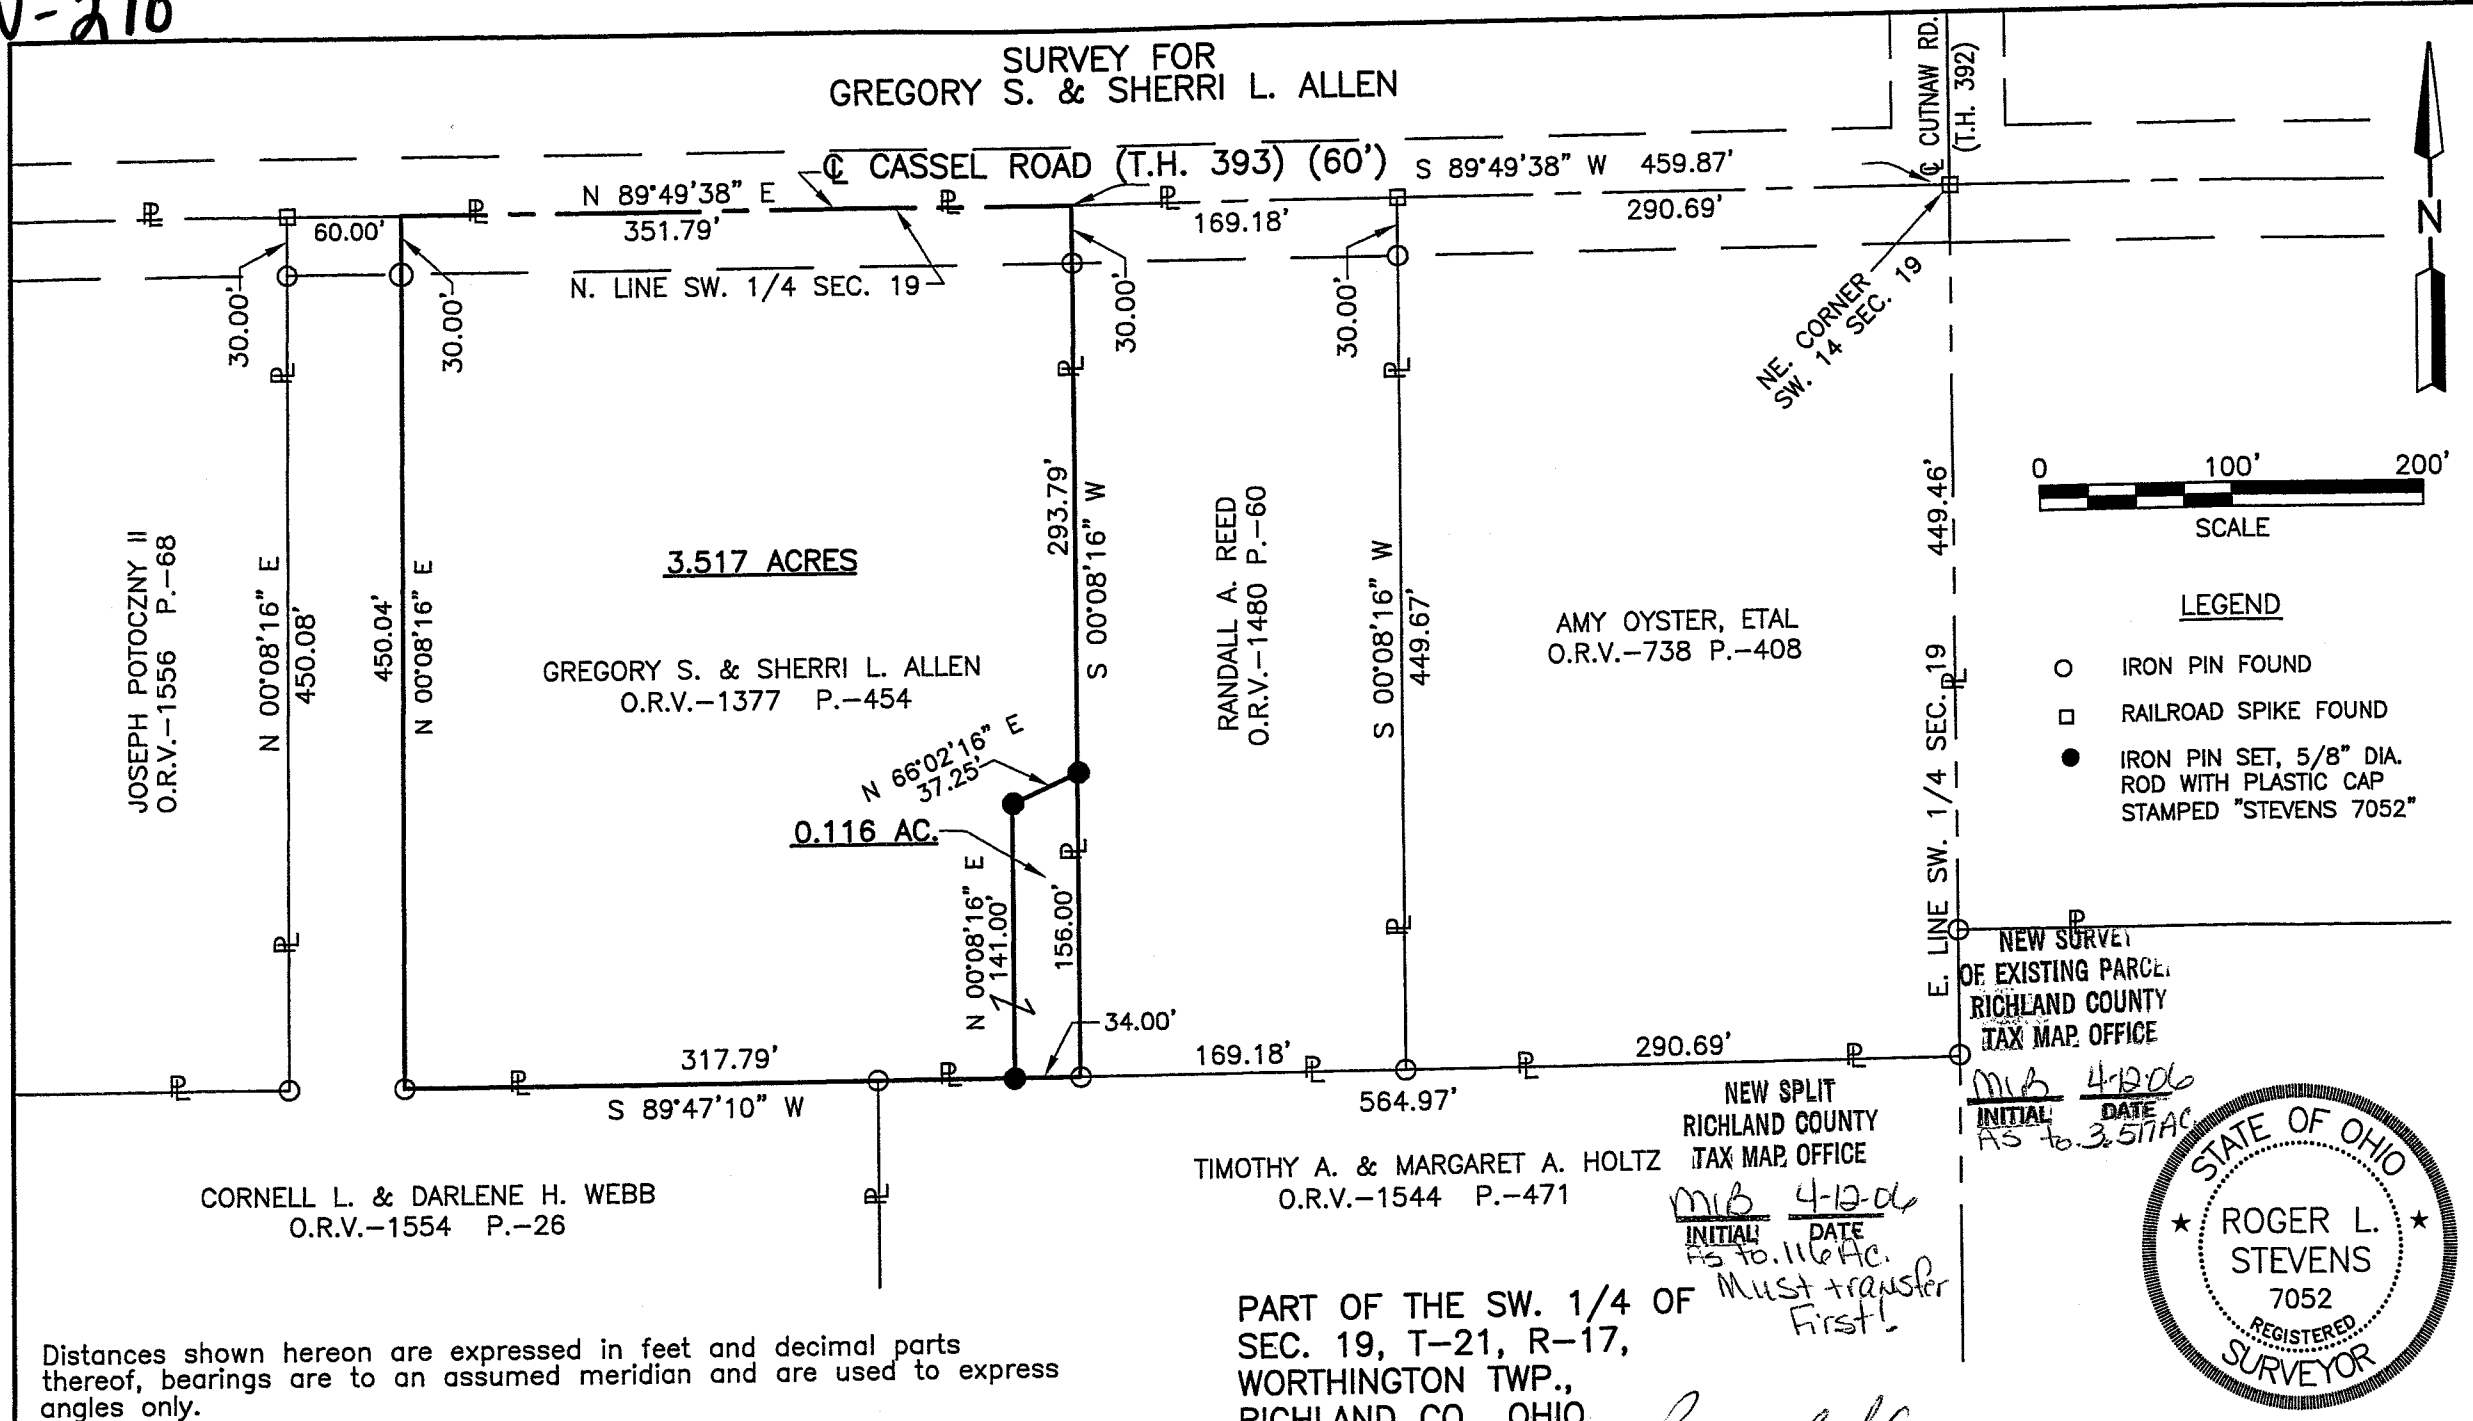 V-210
SURVEY FOR
GREGORY S. & SHERRI L. ALLEN
CUTNAW RD.
(T.H. 392)
CASSEL ROAD (T.H. 393) (60')
S 89°49'38" W 459.87'
N 89°49'38" E
351.79'
60.00'
169.18'
290.69'
N. LINE SW. 1/4 SEC. 19
30.00'
30.00'
30.00'
30.00'
NE. CORNER
SW. 14 SEC. 19
N
0 100' 200'
SCALE
LEGEND
IRON PIN FOUND
RAILROAD SPIKE FOUND
IRON PIN SET, 5/8" DIA.
ROD WITH PLASTIC CAP
STAMPED "STEVENS 7052"
JOSEPH POTOCZNY II
O.R.V.-1556 P.-68
N 00°08'16" E
450.08'
450.04'
N 00°08'16" E
3.517 ACRES
GREGORY S. & SHERRI L. ALLEN
O.R.V.-1377 P.-454
293.79'
S 00°08'16" W
RANDALL A. REED
O.R.V.-1480 P.-60
S 00°08'16" W
449.67'
AMY OYSTER, ETAL
O.R.V.-738 P.-408
449.46'
E. LINE SW. 1/4 SEC. 19
N 66°02'16" E
37.25'
0.116 AC.
N 00°08'16" E
141.00'
156.00'
34.00'
317.79'
S 89°47'10" W
169.18'
290.69'
564.97'
NEW SURVEY
OF EXISTING PARCEL
RICHLAND COUNTY
TAX MAP OFFICE
MLB 4-12-06
INITIAL DATE
As to 3.517 AC.
NEW SPLIT
RICHLAND COUNTY
TAX MAP OFFICE
MLB 4-12-06
INITIAL DATE
As to .116 Ac.
Must transfer
First!
CORNELL L. & DARLENE H. WEBB
O.R.V.-1554 P.-26
TIMOTHY A. & MARGARET A. HOLTZ
O.R.V.-1544 P.-471
STATE OF OHIO
ROGER L.
STEVENS
7052
REGISTERED
SURVEYOR
PART OF THE SW. 1/4 OF
SEC. 19, T-21, R-17,
WORTHINGTON TWP.,
RICHLAND CO., OHIO
Distances shown hereon are expressed in feet and decimal parts
thereof, bearings are to an assumed meridian and are used to express
angles only.